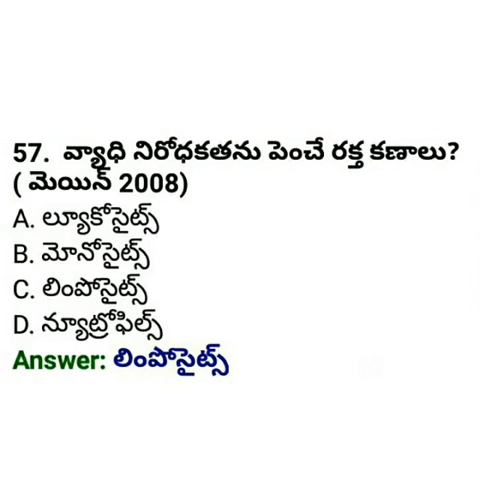 57. వ్యాధి నిరోధకతను పెంచే రక్త కణాలు?
( మెయిన్ 2008)
A. ల్యూకోసైట్స్
B. మోనోసైట్స్
C. లింపోసైట్స్
D. న్యూట్రోఫిల్స్
Answer: లింపోసైట్స్